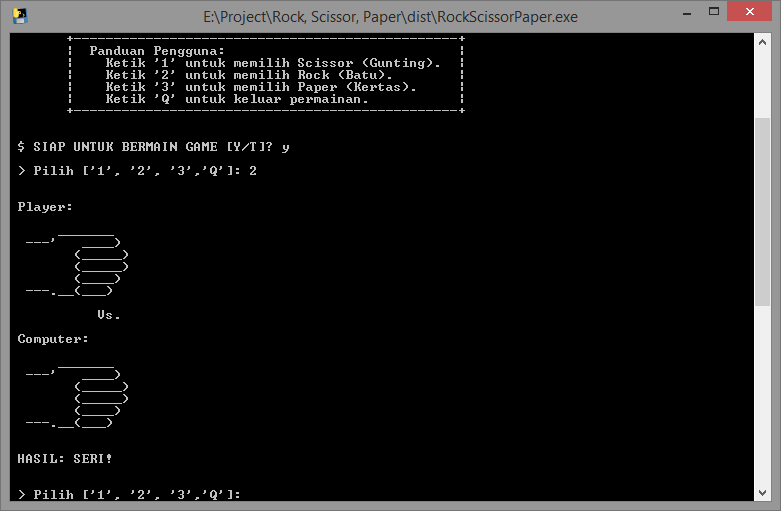 E:\Project\Rock, Scissor, Paper\dist\RockScissorPaper.exe
Panduan Pengguna:
Ketik '1' untuk memilih Scissor (Gunting).
Ketik '2' untuk memilih Rock (Batu).
Ketik '3' untuk memilih Paper (Kertas).
Ketik 'Q' untuk keluar permainan.
$ SIAP UNTUK BERMAIN GAME [Y/T]? y
> Pilih ['1', '2', '3','Q']: 2
Player:
Vs.
Computer:
HASIL: SERI!
> Pilih ['1', '2', '3','Q']: